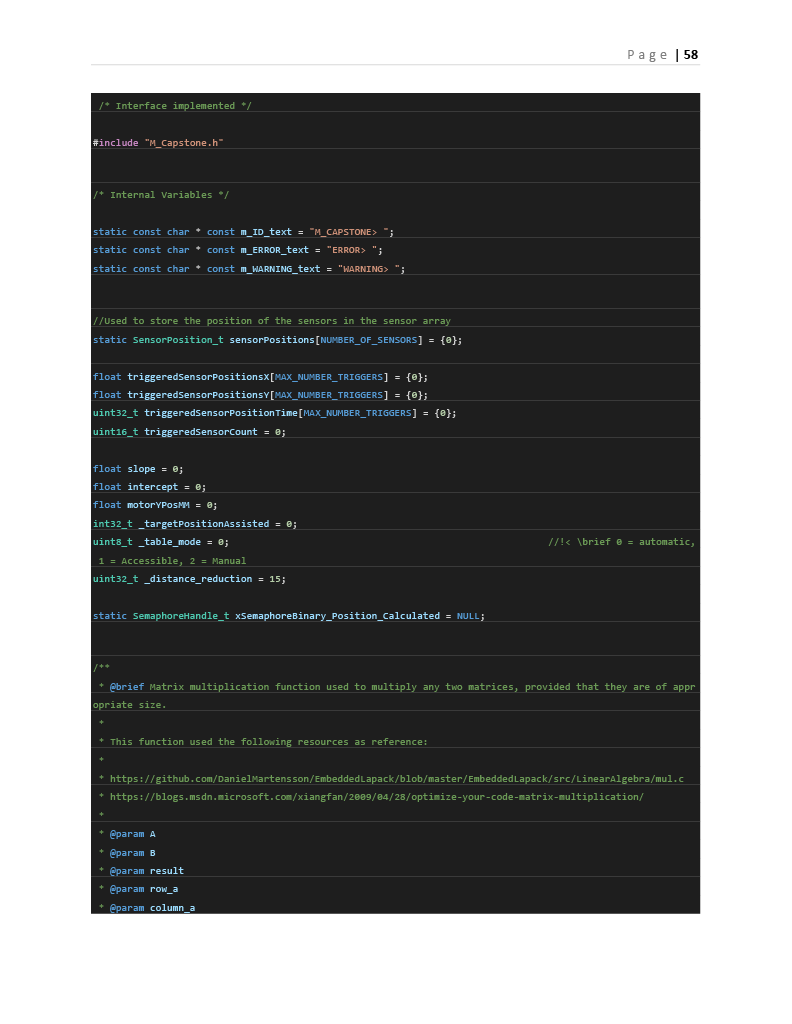 Page | 58
/* Interface implemented */
#include "M_Capstone.h"
/* Internal Variables */
static const char * const m_ID_text = "M_CAPSTONE> ";
static const char * const m_ERROR_text = "ERROR> ";
static const char * const m_WARNING_text = "WARNING> ";
//Used to store the position of the sensors in the sensor array
static SensorPosition_t sensorPositions[NUMBER_OF_SENSORS] = {0};
float triggeredSensorPositionsX[MAX_NUMBER_TRIGGERS] = {0};
float triggeredSensorPositionsY[MAX_NUMBER_TRIGGERS] = {0};
uint32_t triggeredSensorPositionTime[MAX_NUMBER_TRIGGERS] = {0};
uint16_t triggeredSensorCount = 0;
float slope = 0;
float intercept = 0;
float motorYPosMM = 0;
int32_t _targetPositionAssisted = 0;
uint8_t _table_mode = 0; //!< \brief 0 = automatic,
1 = Accessible, 2 = Manual
uint32_t _distance_reduction = 15;
static SemaphoreHandle_t xSemaphoreBinary_Position_Calculated = NULL;
/**
* @brief Matrix multiplication function used to multiply any two matrices, provided that they are of appr
opriate size.
*
* This function used the following resources as reference:
*
* https://github.com/DanielMartensson/EmbeddedLapack/blob/master/EmbeddedLapack/src/LinearAlgebra/mul.c
* https://blogs.msdn.microsoft.com/xiangfan/2009/04/28/optimize-your-code-matrix-multiplication/
*
* @param A
* @param B
* @param result
* @param row_a
* @param column_a